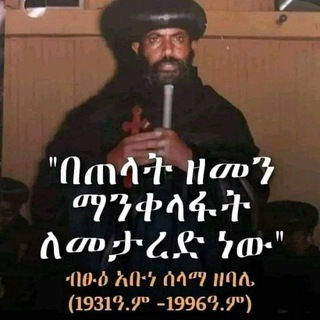 "በጠላት ዘመን
ማንቀላፋት
ለመታረድ ነው"
ብፁዕ አቡነ ሰላማ ዘባሌ
(1931ዓ.ም -1996ዓ.ም)